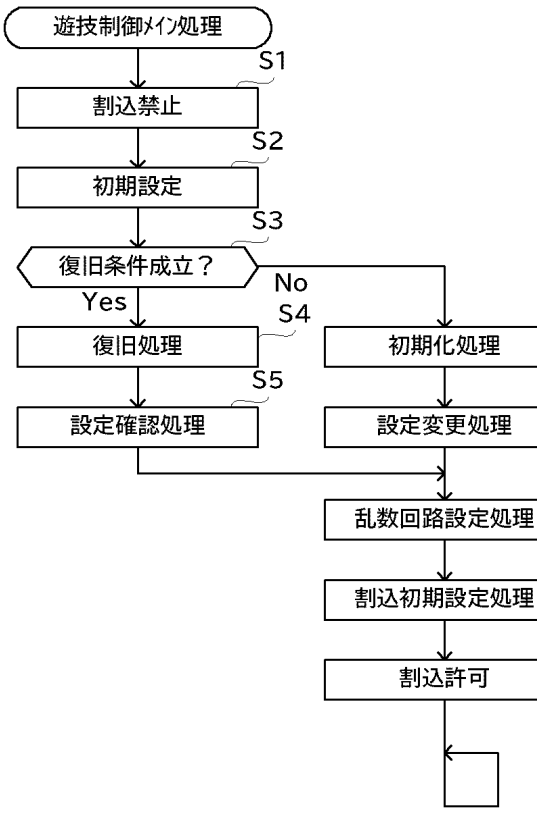 遊技制御メイン処理
S1
割込禁止
S2
初期設定
S3
復旧条件成立？
Yes
No
S4
復旧処理
初期化処理
S5
設定確認処理
設定変更処理
乱数回路設定処理
割込初期設定処理
割込許可